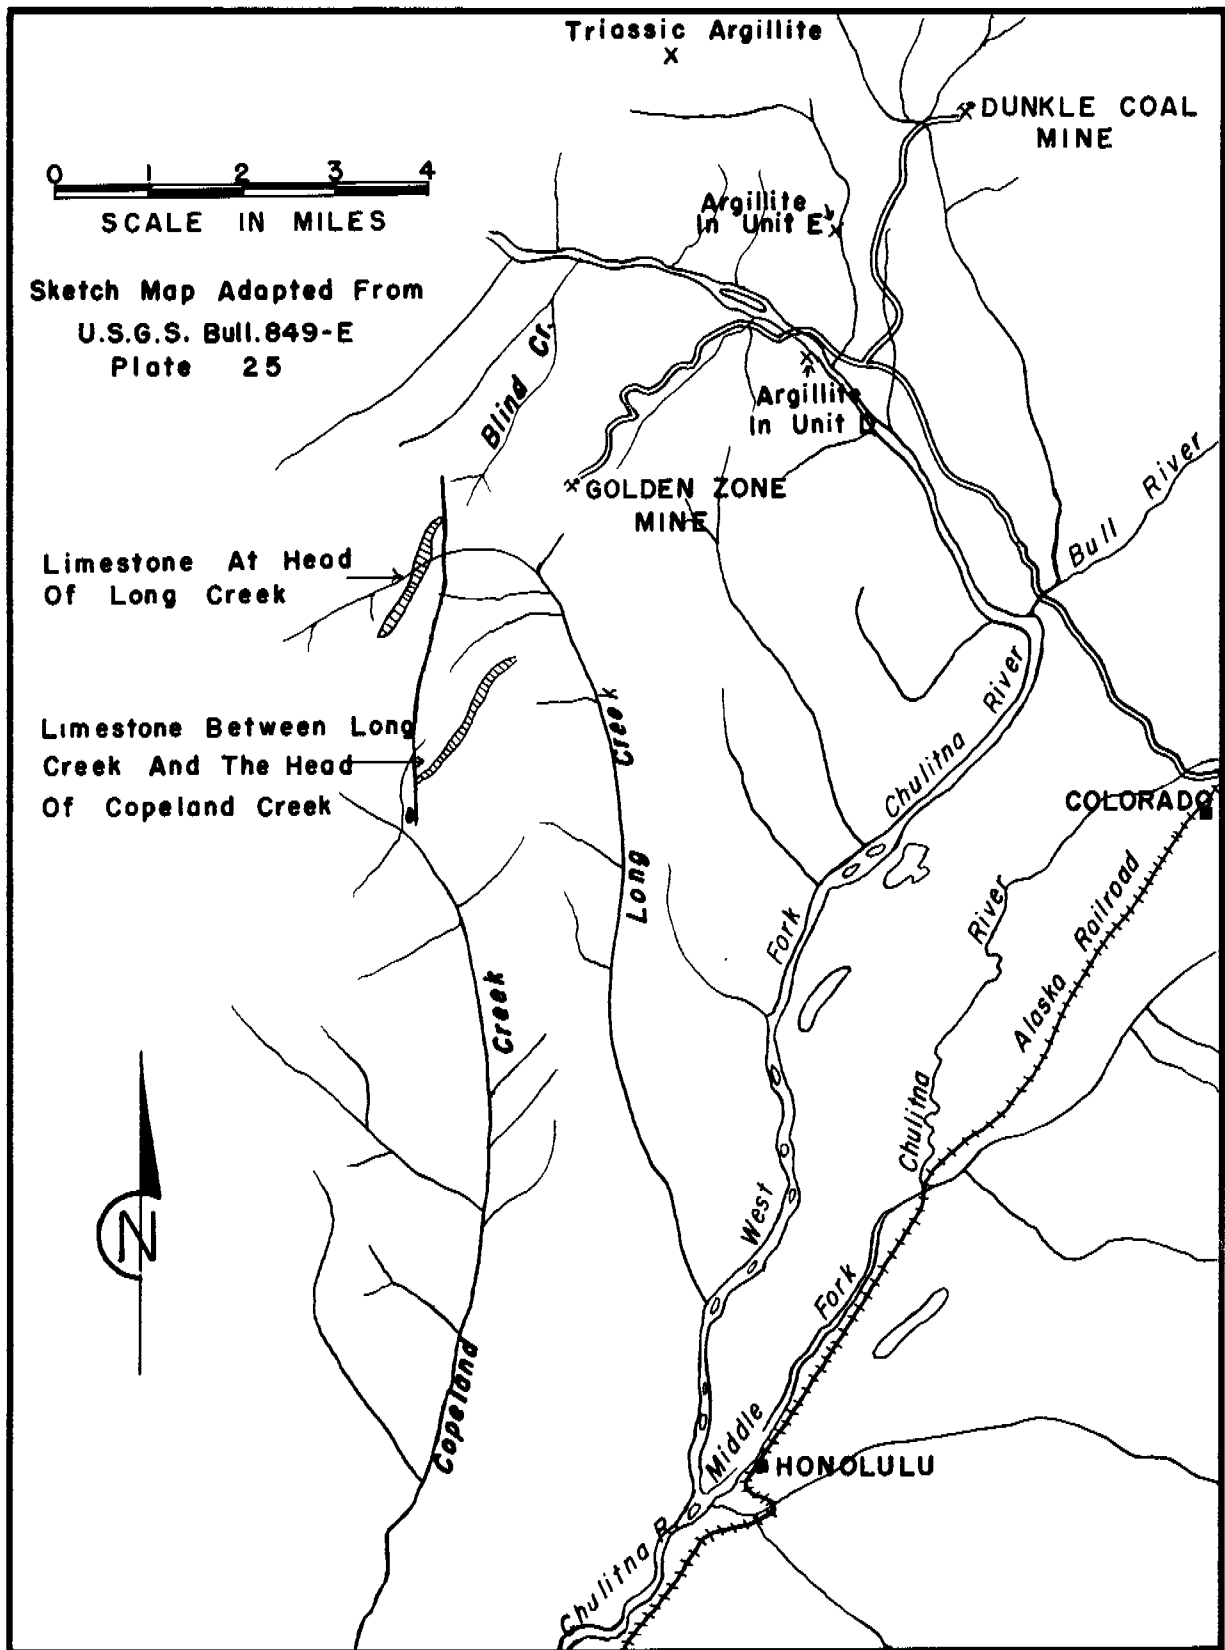 Triassic Argillite
x
DUNKLE COAL
MINE
0 1 2 3 4
SCALE IN MILES
Argillite
In Unit E
x
Sketch Map Adapted From
U.S.G.S. Bull. 849-E
Plate 25
Blind Cr.
x
Argillite
In Unit D
GOLDEN ZONE
MINE
Bull River
Limestone At Head
Of Long Creek
Limestone Between Long
Creek And The Head
Of Copeland Creek
Long Creek
West Fork Chulitna River
COLORADO
Alaska Railroad
Middle Fork Chulitna River
Copeland Creek
N
HONOLULU
Chulitna R.